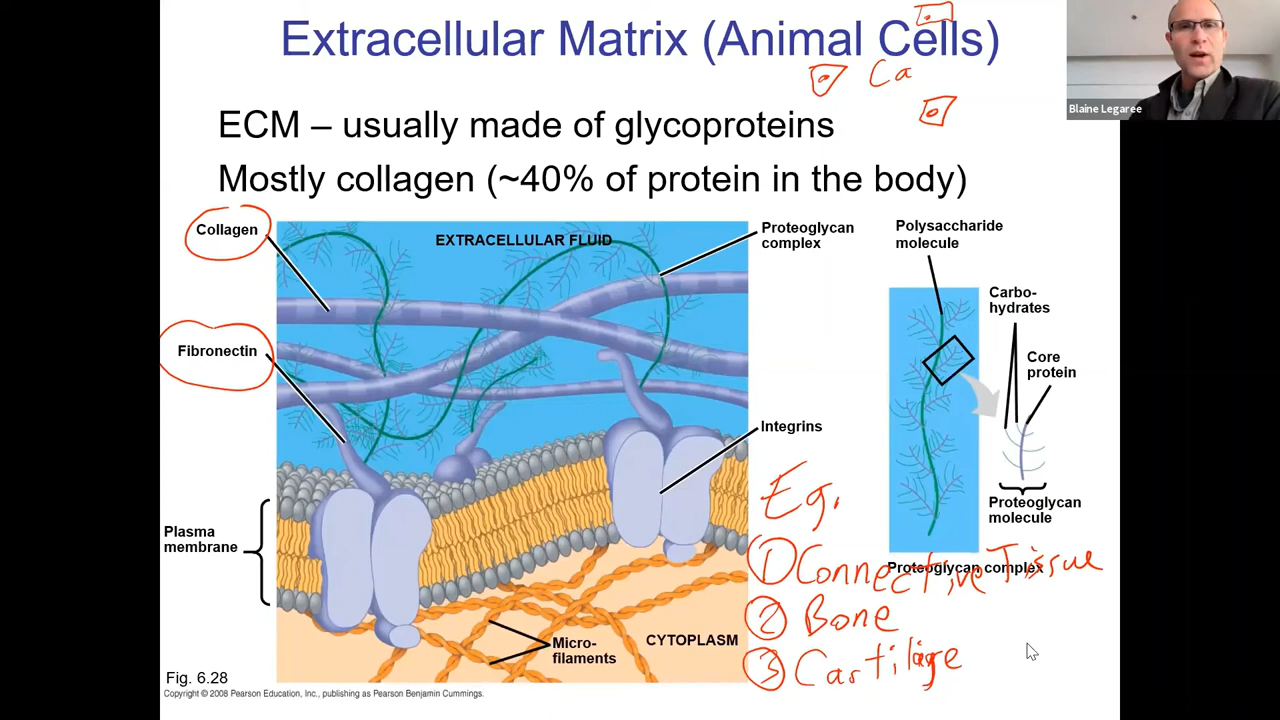 Extracellular Matrix (Animal Cells)
Ca
Blaine Legaree
ECM – usually made of glycoproteins
Mostly collagen (~40% of protein in the body)
Collagen
EXTRACELLULAR FLUID
Proteoglycan
complex
Polysaccharide
molecule
Carbo-
hydrates
Core
protein
Fibronectin
Integrins
Proteoglycan
molecule
Proteoglycan complex
Plasma
membrane
Micro-
filaments
CYTOPLASM
Eg.
① Connective Tissue
② Bone
③ Cartilage
Fig. 6.28
Copyright © 2008 Pearson Education, Inc., publishing as Pearson Benjamin Cummings.